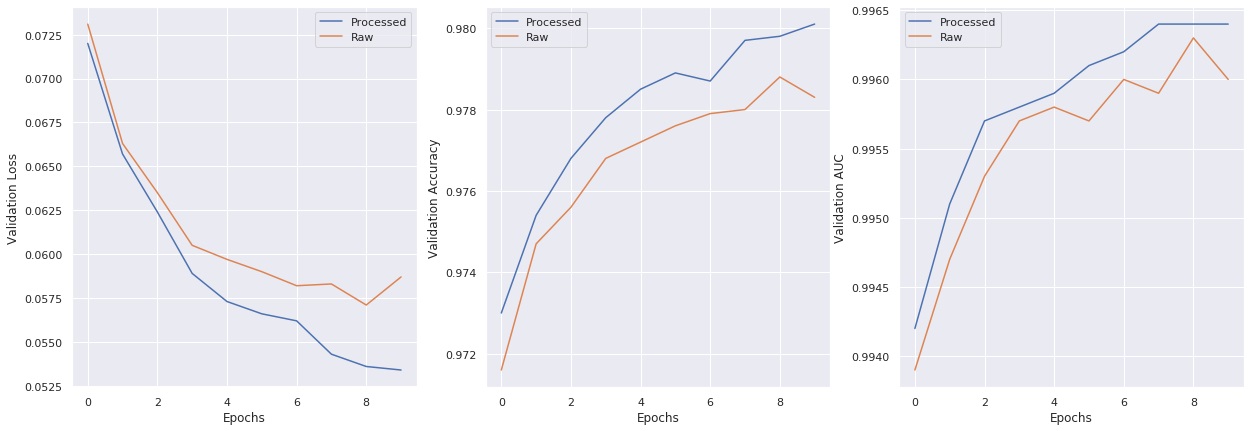 Processed
Raw
0.0725
0.0700
0.0675
0.0650
0.0625
0.0600
0.0575
0.0550
0.0525
Validation Loss
0 2 4 6 8
Epochs
Processed
Raw
0.980
0.978
0.976
0.974
0.972
Validation Accuracy
0 2 4 6 8
Epochs
Processed
Raw
0.9965
0.9960
0.9955
0.9950
0.9945
0.9940
Validation AUC
0 2 4 6 8
Epochs